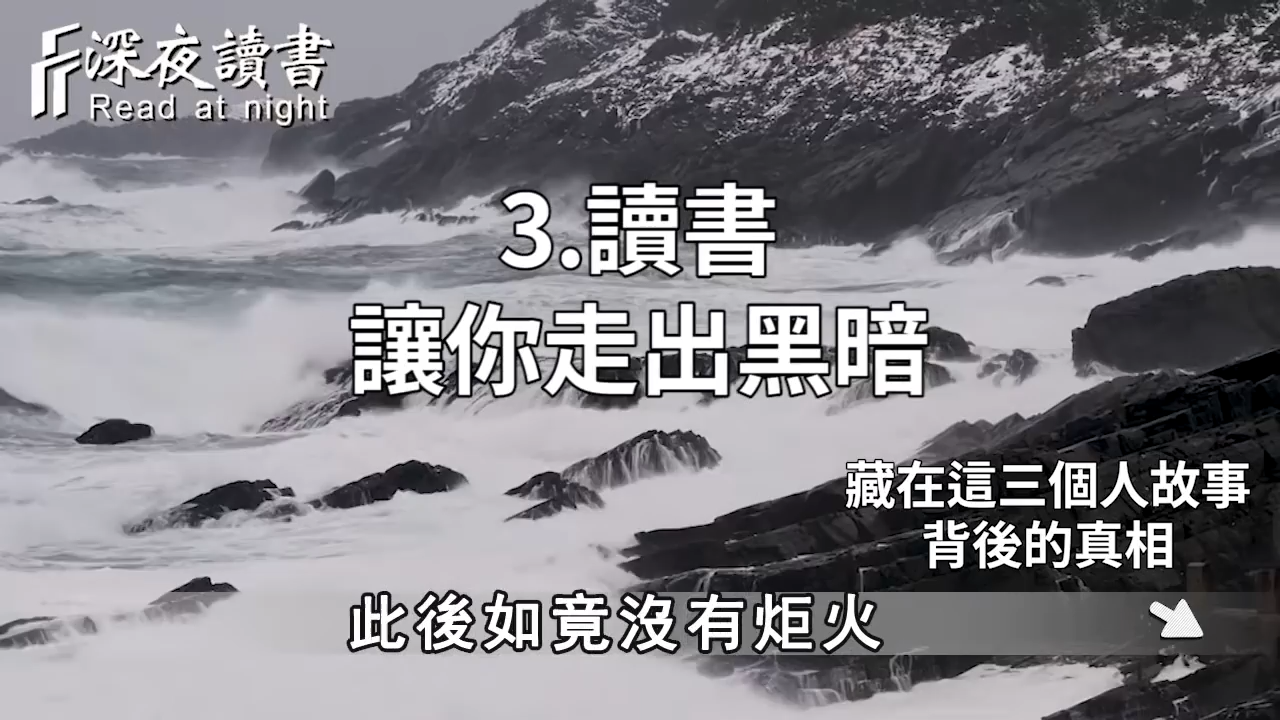 深夜讀書
Read at night
3.讀書
讓你走出黑暗
藏在這三個人故事
背後的真相
此後如竟沒有炬火